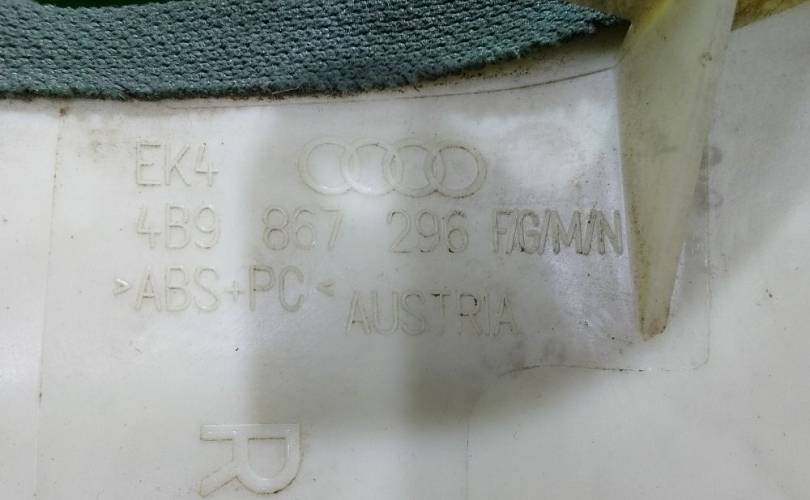 EK4
4B9 867 296 F/G/M/N
>ABS+PC<
AUSTRIA
R